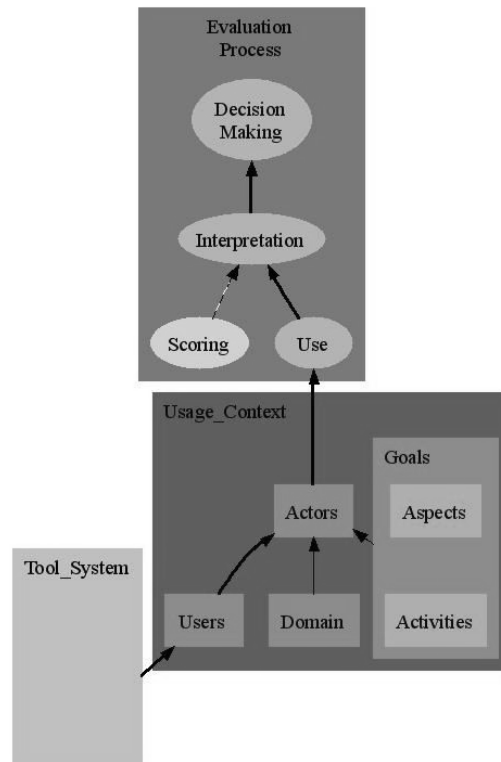 Evaluation
Process
Decision
Making
Interpretation
Scoring
Use
Usage_Context
Goals
Actors
Aspects
Tool_System
Users
Domain
Activities